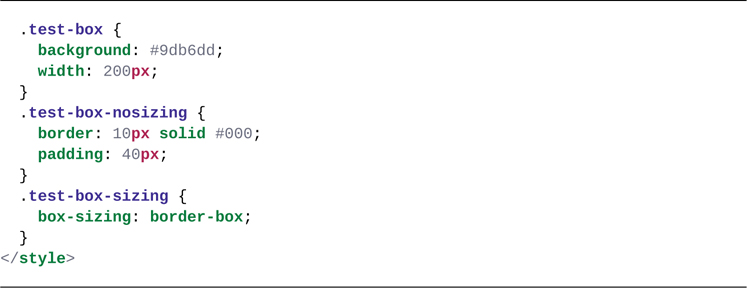 .test-box {
background: #9db6dd;
width: 200px;
}
.test-box-nosizing {
border: 10px solid #000;
padding: 40px;
}
.test-box-sizing {
box-sizing: border-box;
}
</style>